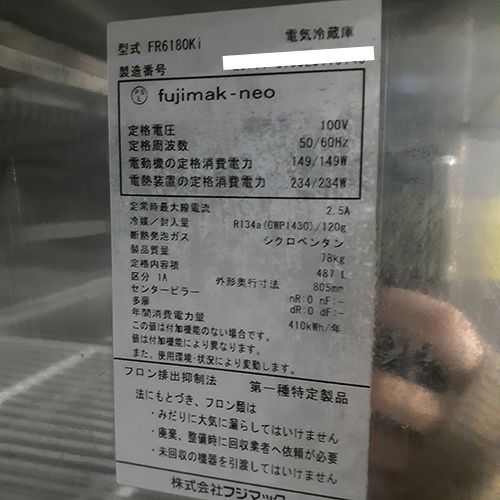 電気冷蔵庫
型式 FR6180Ki
製造番号
fujimak-neo
定格電圧 100V
定格周波数 50/60Hz
電動機の定格消費電力 149/149W
電熱装置の定格消費電力 234/234W
定常時最大線電流 2.5A
冷媒/封入量 R134a(GWP1430)/120g
断熱発泡ガス シクロペンタン
製品質量 78kg
定格内容積 487 L
区分 1A 外形奥行寸法 805mm
センターピラー nR:0 nF:-
多扉 dR:0 dF:-
年間消費電力量 410kWh/年
この値は付加機能のない場合です。
値は付加機能により異なります。
また、使用環境・状況により変動します。
フロン排出抑制法 第一種特定製品
法にもとづき、フロン類は
・みだりに大気に漏らしてはいけません
・廃棄、整備時に回収業者へ依頼が必要
・未回収の機器を引渡してはいけません
株式会社フジマック